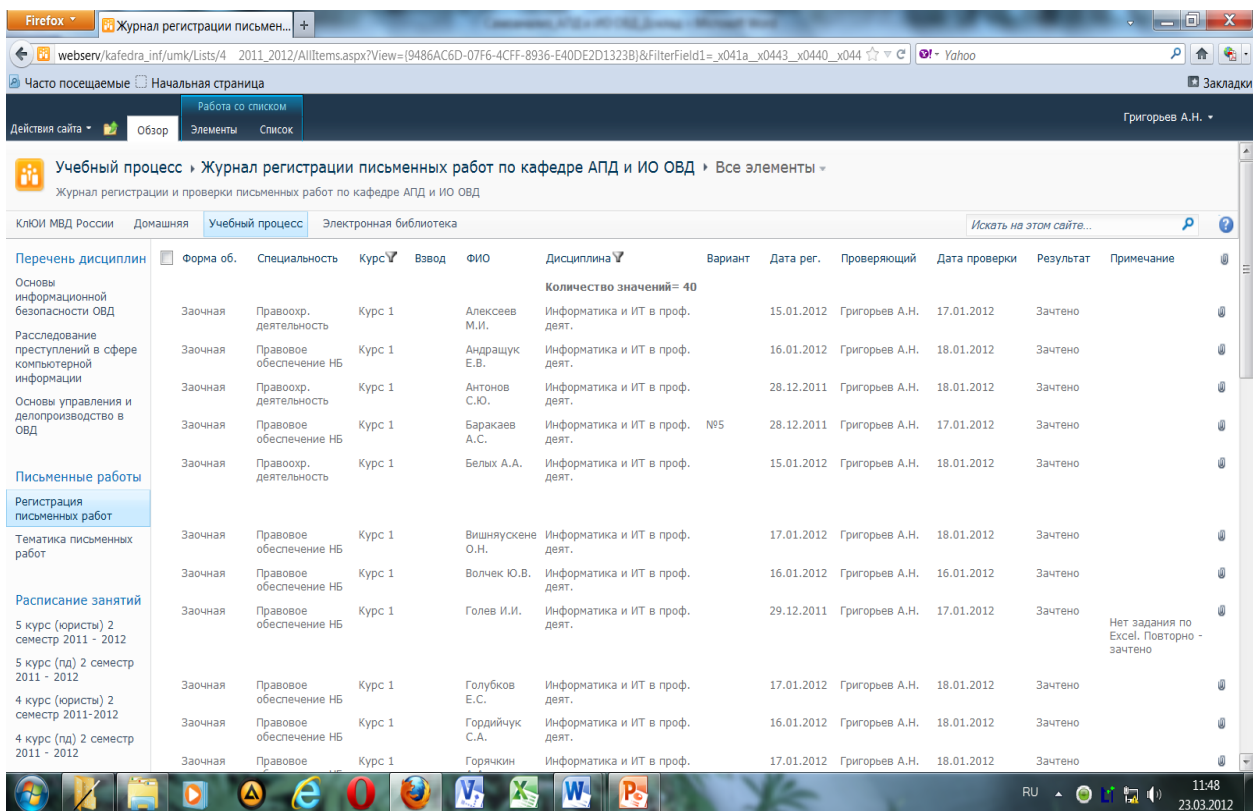 Firefox
Журнал регистрации письмен...
+
webserv/kafedra_inf/umk/Lists/4 2011_2012/AllItems.aspx?View={9486AC6D-07F6-4CFF-8936-E40DE2D1323B}&FilterField1=_x041a_x0443_x0440_x044
Yahoo
Часто посещаемые Начальная страница
Закладки
Работа со списком
Действия сайта Обзор Элементы Список
Григорьев А.Н.
Учебный процесс Журнал регистрации письменных работ по кафедре АПД и ИО ОВД Все элементы
Журнал регистрации и проверки письменных работ по кафедре АПД и ИО ОВД
КлЮИ МВД России Домашняя Учебный процесс Электронная библиотека
Искать на этом сайте...
Перечень дисциплин
Основы
информационной
безопасности ОВД
Расследование
преступлений в сфере
компьютерной
информации
Основы управления и
делопроизводство в
ОВД
Письменные работы
Регистрация
письменных работ
Тематика письменных
работ
Расписание занятий
5 курс (юристы) 2
семестр 2011 - 2012
5 курс (пд) 2 семестр
2011 - 2012
4 курс (юристы) 2
семестр 2011-2012
4 курс (пд) 2 семестр
2011 - 2012
Форма об. Специальность Курс Взвод ФИО Дисциплина Вариант Дата рег. Проверяющий Дата проверки Результат Примечание
Количество значений= 40
Заочная Правоохр. Курс 1 Алексеев Информатика и ИТ в проф. 15.01.2012 Григорьев А.Н. 17.01.2012 Зачтено
деятельность М.И. деят.
Заочная Правовое Курс 1 Андращук Информатика и ИТ в проф. 16.01.2012 Григорьев А.Н. 18.01.2012 Зачтено
обеспечение НБ Е.В. деят.
Заочная Правоохр. Курс 1 Антонов Информатика и ИТ в проф. 28.12.2011 Григорьев А.Н. 18.01.2012 Зачтено
деятельность С.Ю. деят.
Заочная Правовое Курс 1 Баракаев Информатика и ИТ в проф. №5 28.12.2011 Григорьев А.Н. 17.01.2012 Зачтено
обеспечение НБ А.С. деят.
Заочная Правоохр. Курс 1 Белых А.А. Информатика и ИТ в проф. 15.01.2012 Григорьев А.Н. 18.01.2012 Зачтено
деятельность деят.
Заочная Правовое Курс 1 Вишняускене Информатика и ИТ в проф. 17.01.2012 Григорьев А.Н. 18.01.2012 Зачтено
обеспечение НБ О.Н. деят.
Заочная Правовое Курс 1 Волчек Ю.В. Информатика и ИТ в проф. 16.01.2012 Григорьев А.Н. 16.01.2012 Зачтено
обеспечение НБ деят.
Заочная Правовое Курс 1 Голев И.И. Информатика и ИТ в проф. 29.12.2011 Григорьев А.Н. 17.01.2012 Зачтено
обеспечение НБ деят. Нет задания по
Excel. Повторно -
зачтено
Заочная Правовое Курс 1 Голубков Информатика и ИТ в проф. 17.01.2012 Григорьев А.Н. 18.01.2012 Зачтено
обеспечение НБ Е.С. деят.
Заочная Правовое Курс 1 Гордийчук Информатика и ИТ в проф. 16.01.2012 Григорьев А.Н. 18.01.2012 Зачтено
обеспечение НБ С.А. деят.
Заочная Правовое Курс 1 Горячкин Информатика и ИТ в проф. 17.01.2012 Григорьев А.Н. 18.01.2012 Зачтено
RU
11:48
23.03.2012